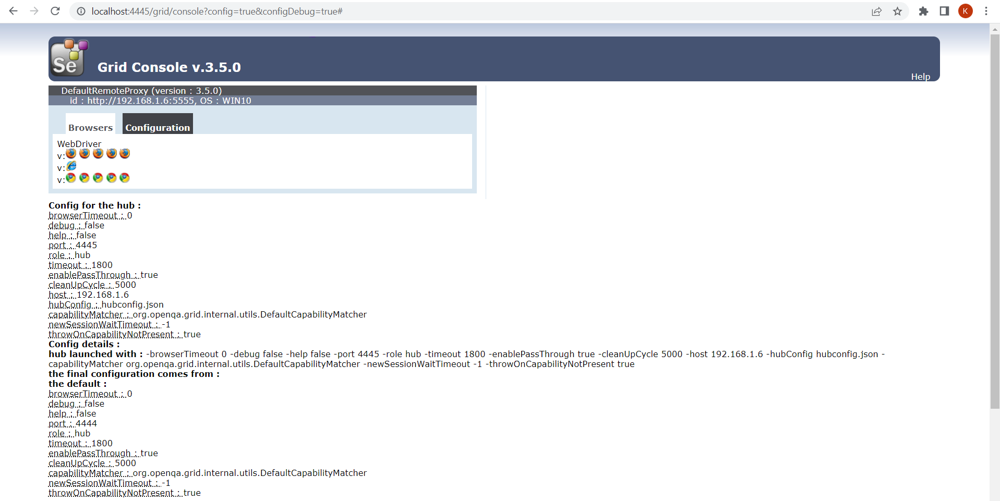 localhost:4445/grid/console?config=true&configDebug=true#
K
Se
Grid Console v.3.5.0
Help
DefaultRemoteProxy (version : 3.5.0)
id : http://192.168.1.6:5555, OS : WIN10
Browsers Configuration
WebDriver
v:
v:
v:
Config for the hub :
browserTimeout : 0
debug : false
help : false
port : 4445
role : hub
timeout : 1800
enablePassThrough : true
cleanUpCycle : 5000
host : 192.168.1.6
hubConfig : hubconfig.json
capabilityMatcher : org.openqa.grid.internal.utils.DefaultCapabilityMatcher
newSessionWaitTimeout : -1
throwOnCapabilityNotPresent : true
Config details :
hub launched with : -browserTimeout 0 -debug false -help false -port 4445 -role hub -timeout 1800 -enablePassThrough true -cleanUpCycle 5000 -host 192.168.1.6 -hubConfig hubconfig.json -
capabilityMatcher org.openqa.grid.internal.utils.DefaultCapabilityMatcher -newSessionWaitTimeout -1 -throwOnCapabilityNotPresent true
the final configuration comes from :
the default :
browserTimeout : 0
debug : false
help : false
port : 4444
role : hub
timeout : 1800
enablePassThrough : true
cleanUpCycle : 5000
capabilityMatcher : org.openqa.grid.internal.utils.DefaultCapabilityMatcher
newSessionWaitTimeout : -1
throwOnCapabilityNotPresent : true